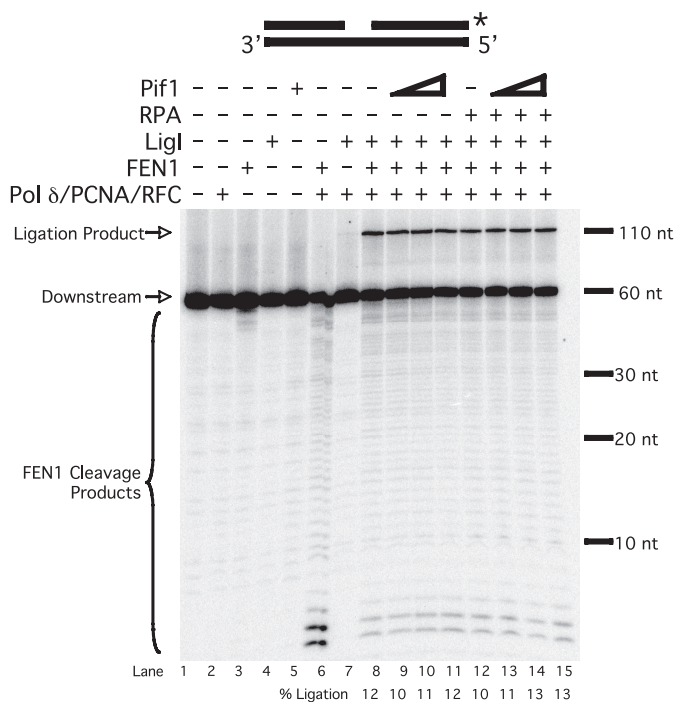 *
3’ 5’
Pif1 – – – – + – – – –
RPA – – – – – – – – – – – + + + +
LigI – – – + – – + + + + + + + + +
FEN1 – – + – – + – + + + + + + + +
Pol δ/PCNA/RFC – + – – – + + + + + + + + + +
Ligation Product
110 nt
Downstream
60 nt
30 nt
20 nt
FEN1 Cleavage
Products
10 nt
Lane 1 2 3 4 5 6 7 8 9 10 11 12 13 14 15
% Ligation 12 10 11 12 10 11 13 13